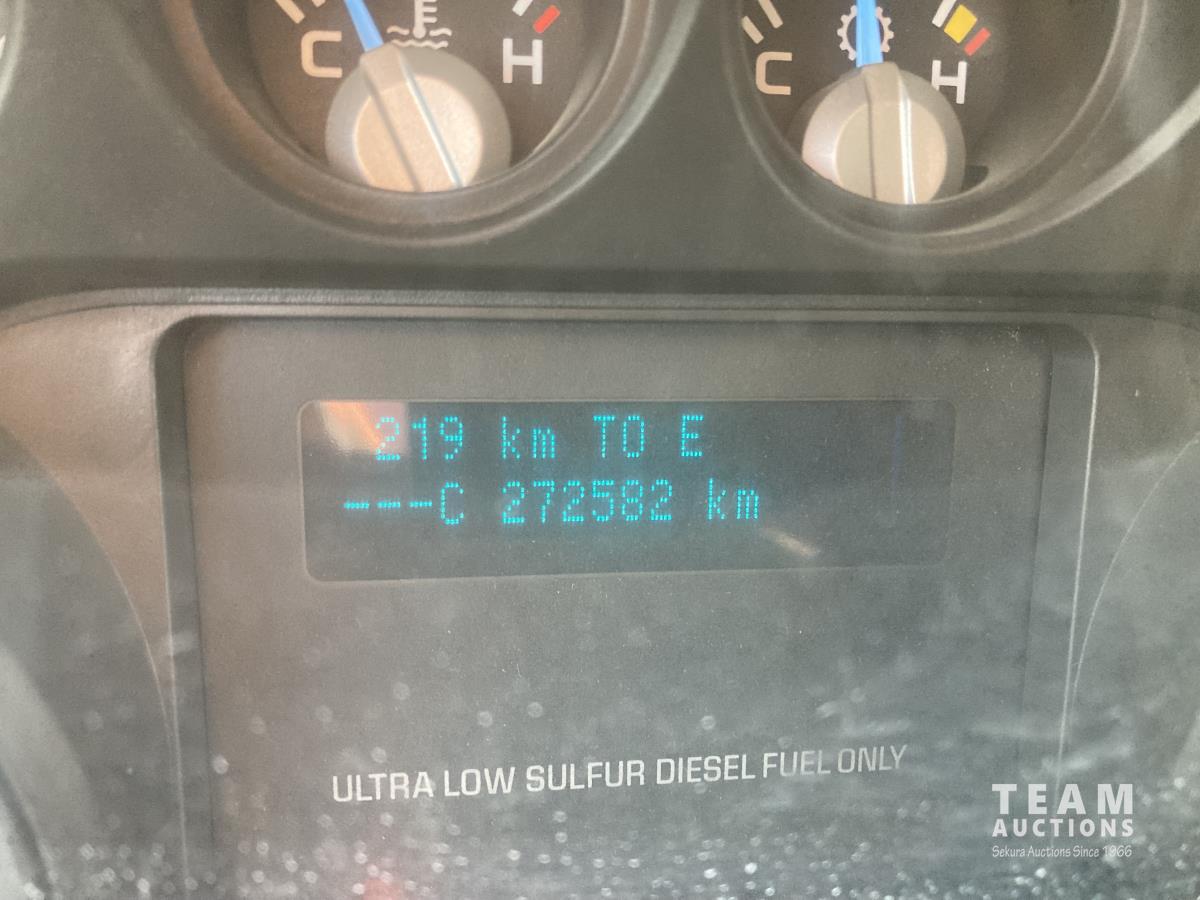 C H
C H
219 km TO E
---C 272582 km
ULTRA LOW SULFUR DIESEL FUEL ONLY
TEAM
AUCTIONS
Sekura Auctions Since 1966